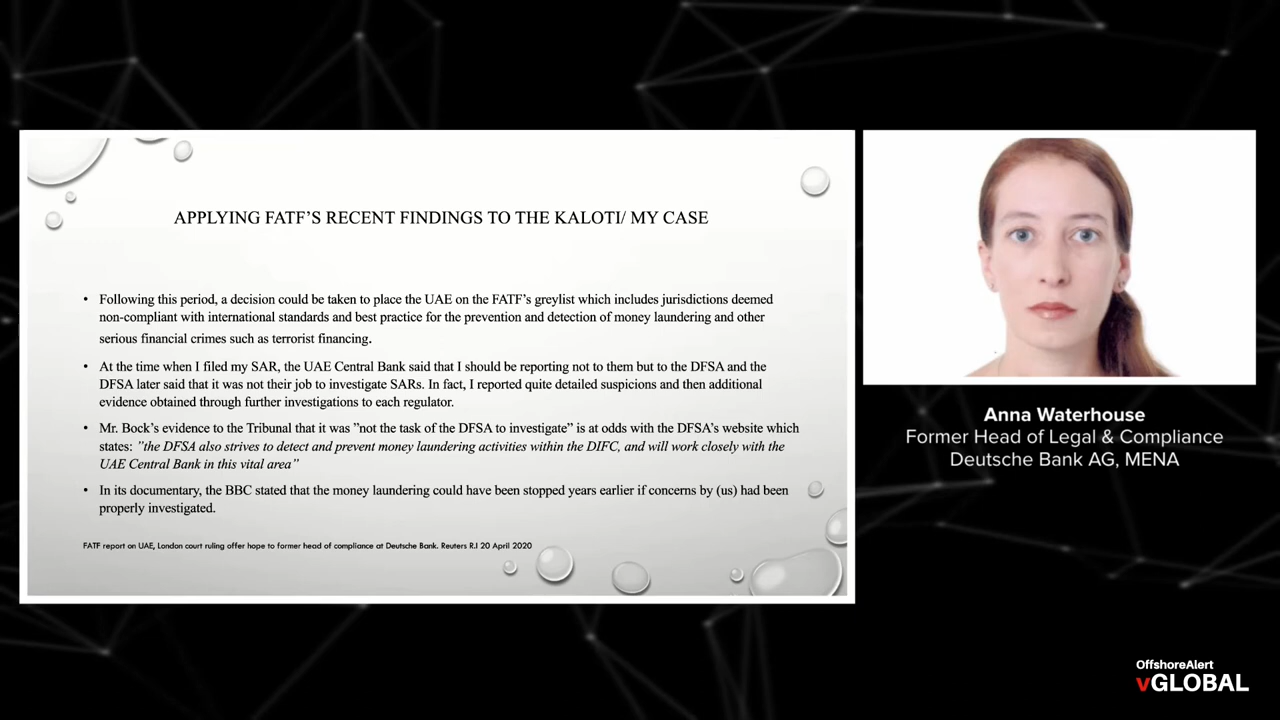 APPLYING FATF'S RECENT FINDINGS TO THE KALOTI/ MY CASE
• Following this period, a decision could be taken to place the UAE on the FATF's greylist which includes jurisdictions deemed
non-compliant with international standards and best practice for the prevention and detection of money laundering and other
serious financial crimes such as terrorist financing.
• At the time when I filed my SAR, the UAE Central Bank said that I should be reporting not to them but to the DFSA and the
DFSA later said that it was not their job to investigate SARs. In fact, I reported quite detailed suspicions and then additional
evidence obtained through further investigations to each regulator.
• Mr. Bock's evidence to the Tribunal that it was ”not the task of the DFSA to investigate” is at odds with the DFSA's website which
states: ”the DFSA also strives to detect and prevent money laundering activities within the DIFC, and will work closely with the
UAE Central Bank in this vital area”
• In its documentary, the BBC stated that the money laundering could have been stopped years earlier if concerns by (us) had been
properly investigated.
FATF report on UAE, London court ruling offer hope to former head of compliance at Deutsche Bank. Reuters R.I 20 April 2020
Anna Waterhouse
Former Head of Legal & Compliance
Deutsche Bank AG, MENA
OffshoreAlert
vGLOBAL